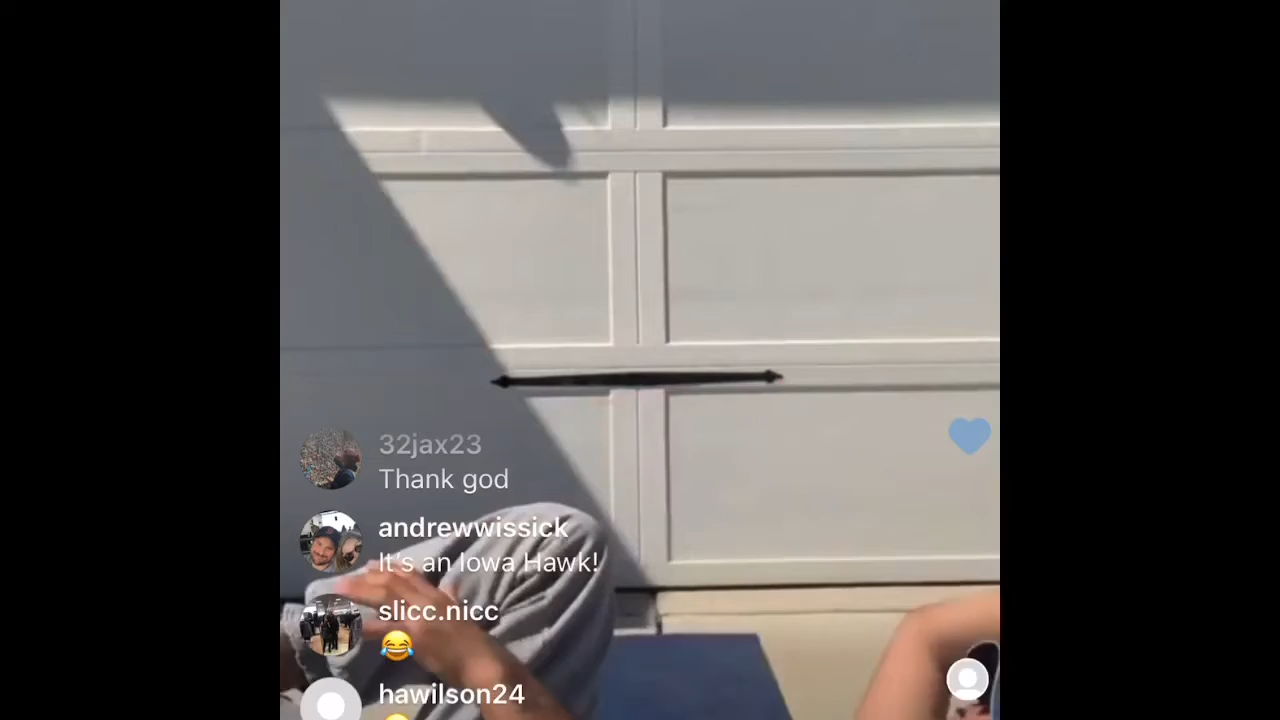 32jax23
Thank god
andrewwissick
It's an Iowa Hawk!
slicc.nicc
😂
hawilson24